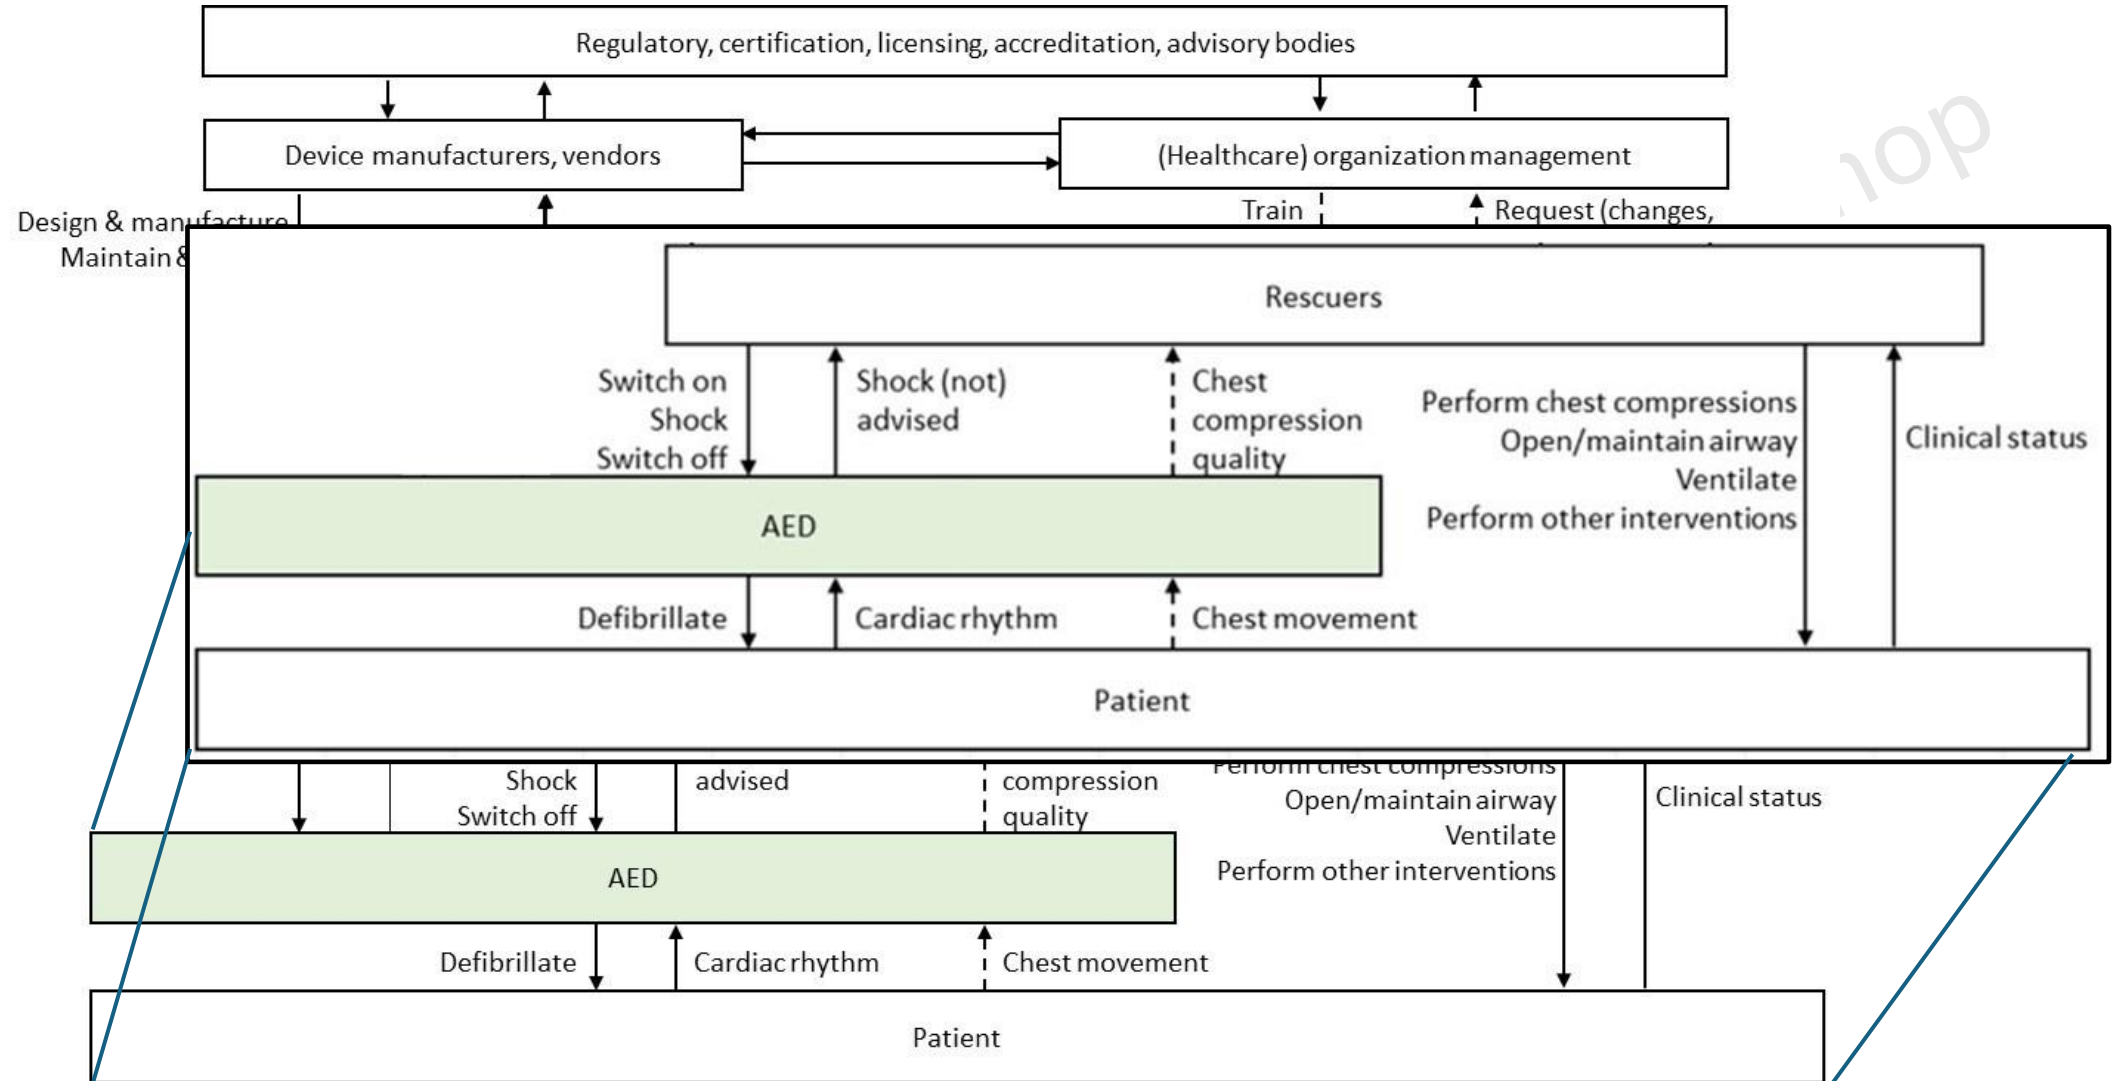 Regulatory, certification, licensing, accreditation, advisory bodies
Device manufacturers, vendors
(Healthcare) organization management
Design & manufacture
Maintain &
Train
Request (changes,
Rescuers
Switch on
Shock
Switch off
Shock (not)
advised
Chest
compression
quality
Perform chest compressions
Open/maintain airway
Ventilate
Perform other interventions
Clinical status
AED
Defibrillate
Cardiac rhythm
Chest movement
Patient
Shock
Switch off
advised
compression
quality
Perform chest compressions
Open/maintain airway
Ventilate
Perform other interventions
Clinical status
AED
Defibrillate
Cardiac rhythm
Chest movement
Patient